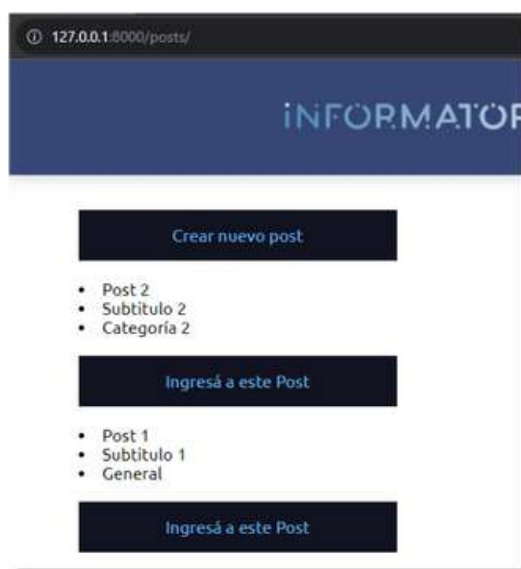 127.0.0.1:8000/posts/
INFORMATOR
Crear nuevo post
Post 2
Subtitulo 2
Categoría 2
Ingresá a este Post
Post 1
Subtitulo 1
General
Ingresá a este Post